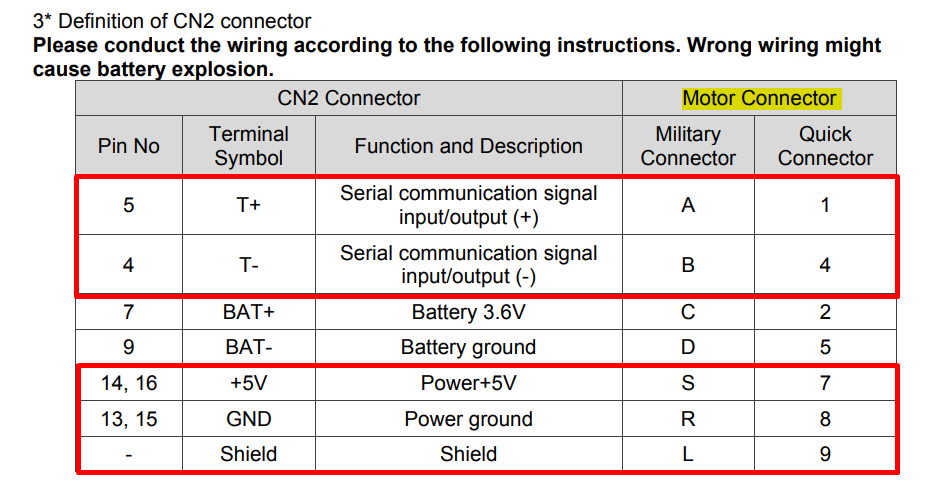 3* Definition of CN2 connector
Please conduct the wiring according to the following instructions. Wrong wiring might
cause battery explosion.
CN2 Connector Motor Connector
Pin No Terminal Symbol Function and Description Military Connector Quick Connector
5 T+ Serial communication signal input/output (+) A 1
4 T- Serial communication signal input/output (-) B 4
7 BAT+ Battery 3.6V C 2
9 BAT- Battery ground D 5
14, 16 +5V Power+5V S 7
13, 15 GND Power ground R 8
- Shield Shield L 9